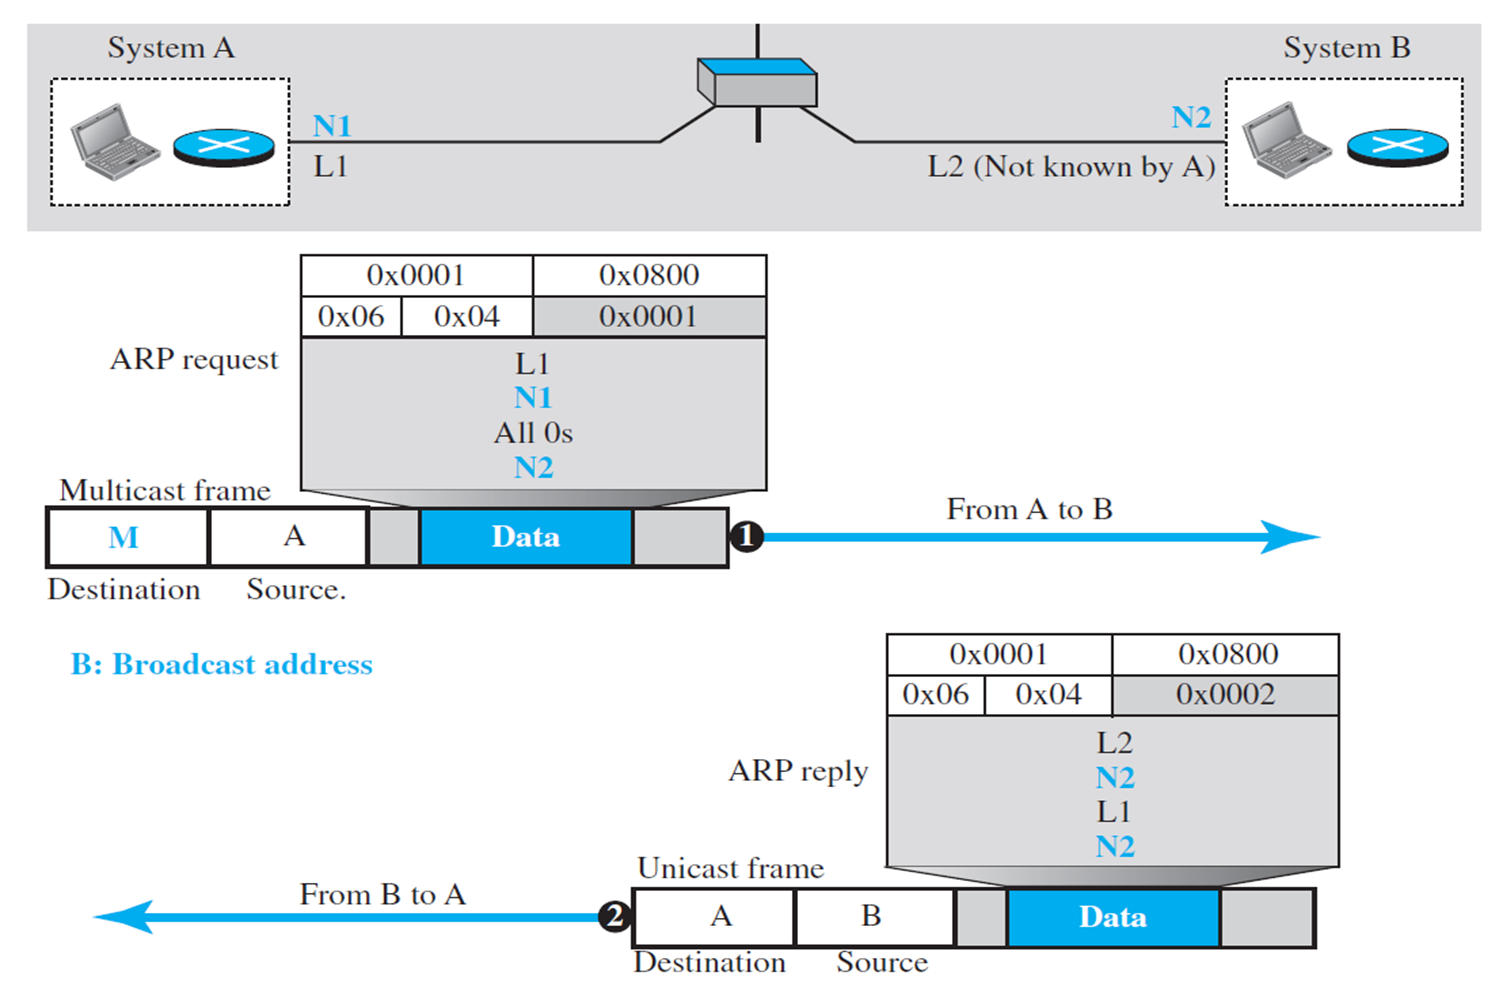 System A
System B
N1
L1
N2
L2 (Not known by A)
0x0001 0x0800
0x06 0x04 0x0001
ARP request
L1
N1
All 0s
N2
Multicast frame
M A Data
1
From A to B
Destination Source.
B: Broadcast address
0x0001 0x0800
0x06 0x04 0x0002
ARP reply
L2
N2
L1
N2
Unicast frame
From B to A
2
A B Data
Destination Source